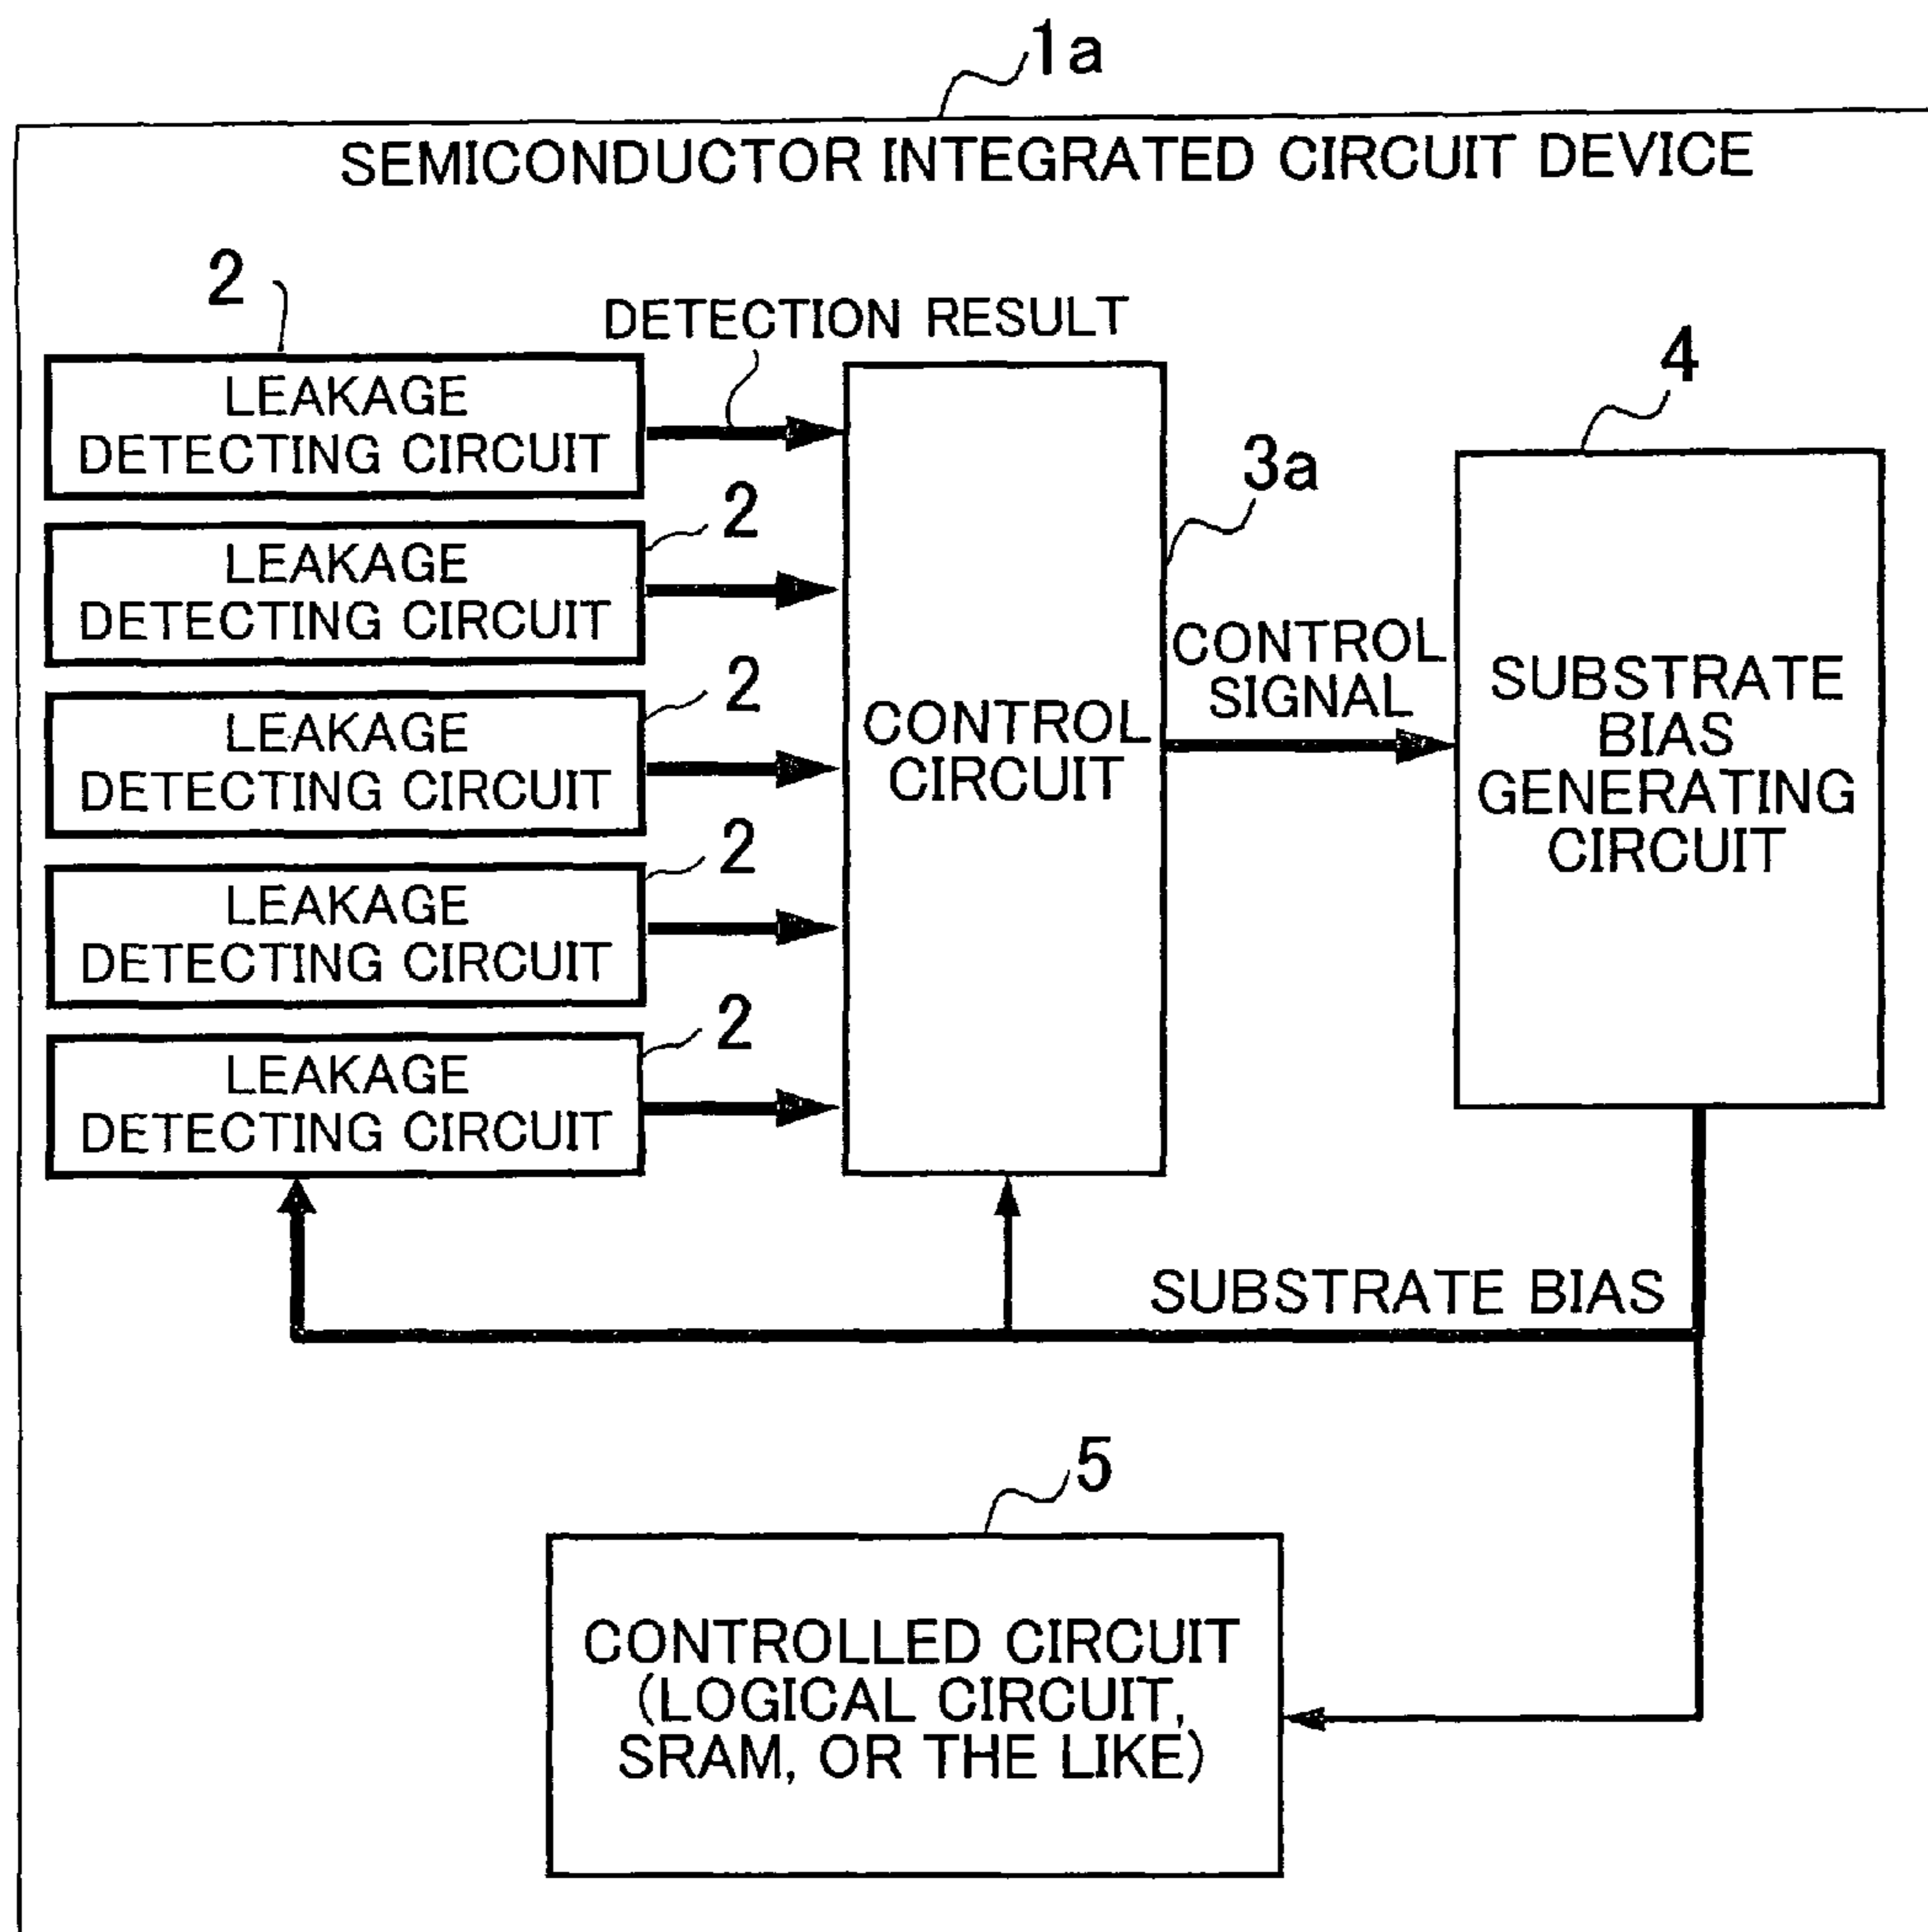 1a
SEMICONDUCTOR INTEGRATED CIRCUIT DEVICE
2
DETECTION RESULT
LEAKAGE
DETECTING CIRCUIT
2
LEAKAGE
DETECTING CIRCUIT
2
LEAKAGE
DETECTING CIRCUIT
2
LEAKAGE
DETECTING CIRCUIT
2
LEAKAGE
DETECTING CIRCUIT
3a
CONTROL
CIRCUIT
CONTROL
SIGNAL
4
SUBSTRATE
BIAS
GENERATING
CIRCUIT
SUBSTRATE BIAS
5
CONTROLLED CIRCUIT
(LOGICAL CIRCUIT,
SRAM, OR THE LIKE)